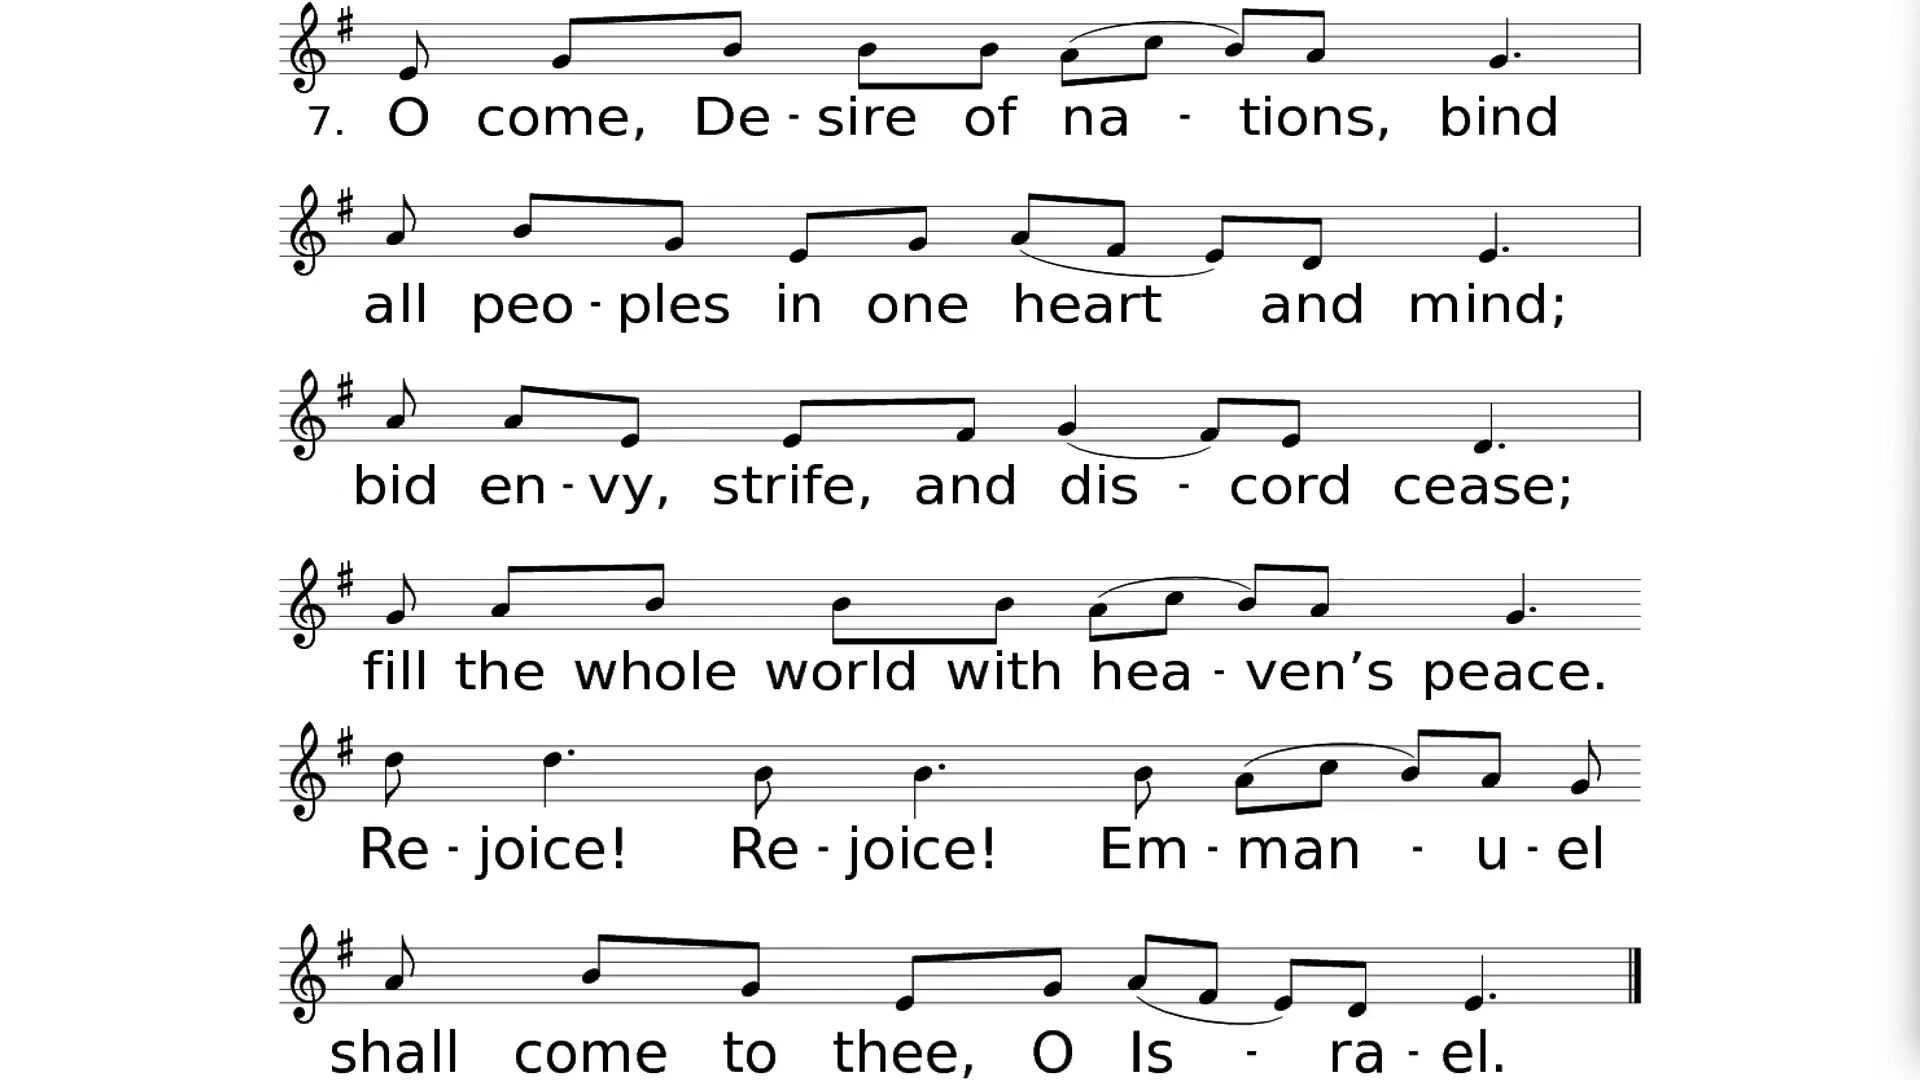 7. O come, De - sire of na - tions, bind
all peo - ples in one heart and mind;
bid en - vy, strife, and dis - cord cease;
fill the whole world with hea - ven’s peace.
Re - joice! Re - joice! Em - man - u - el
shall come to thee, O Is - ra - el.